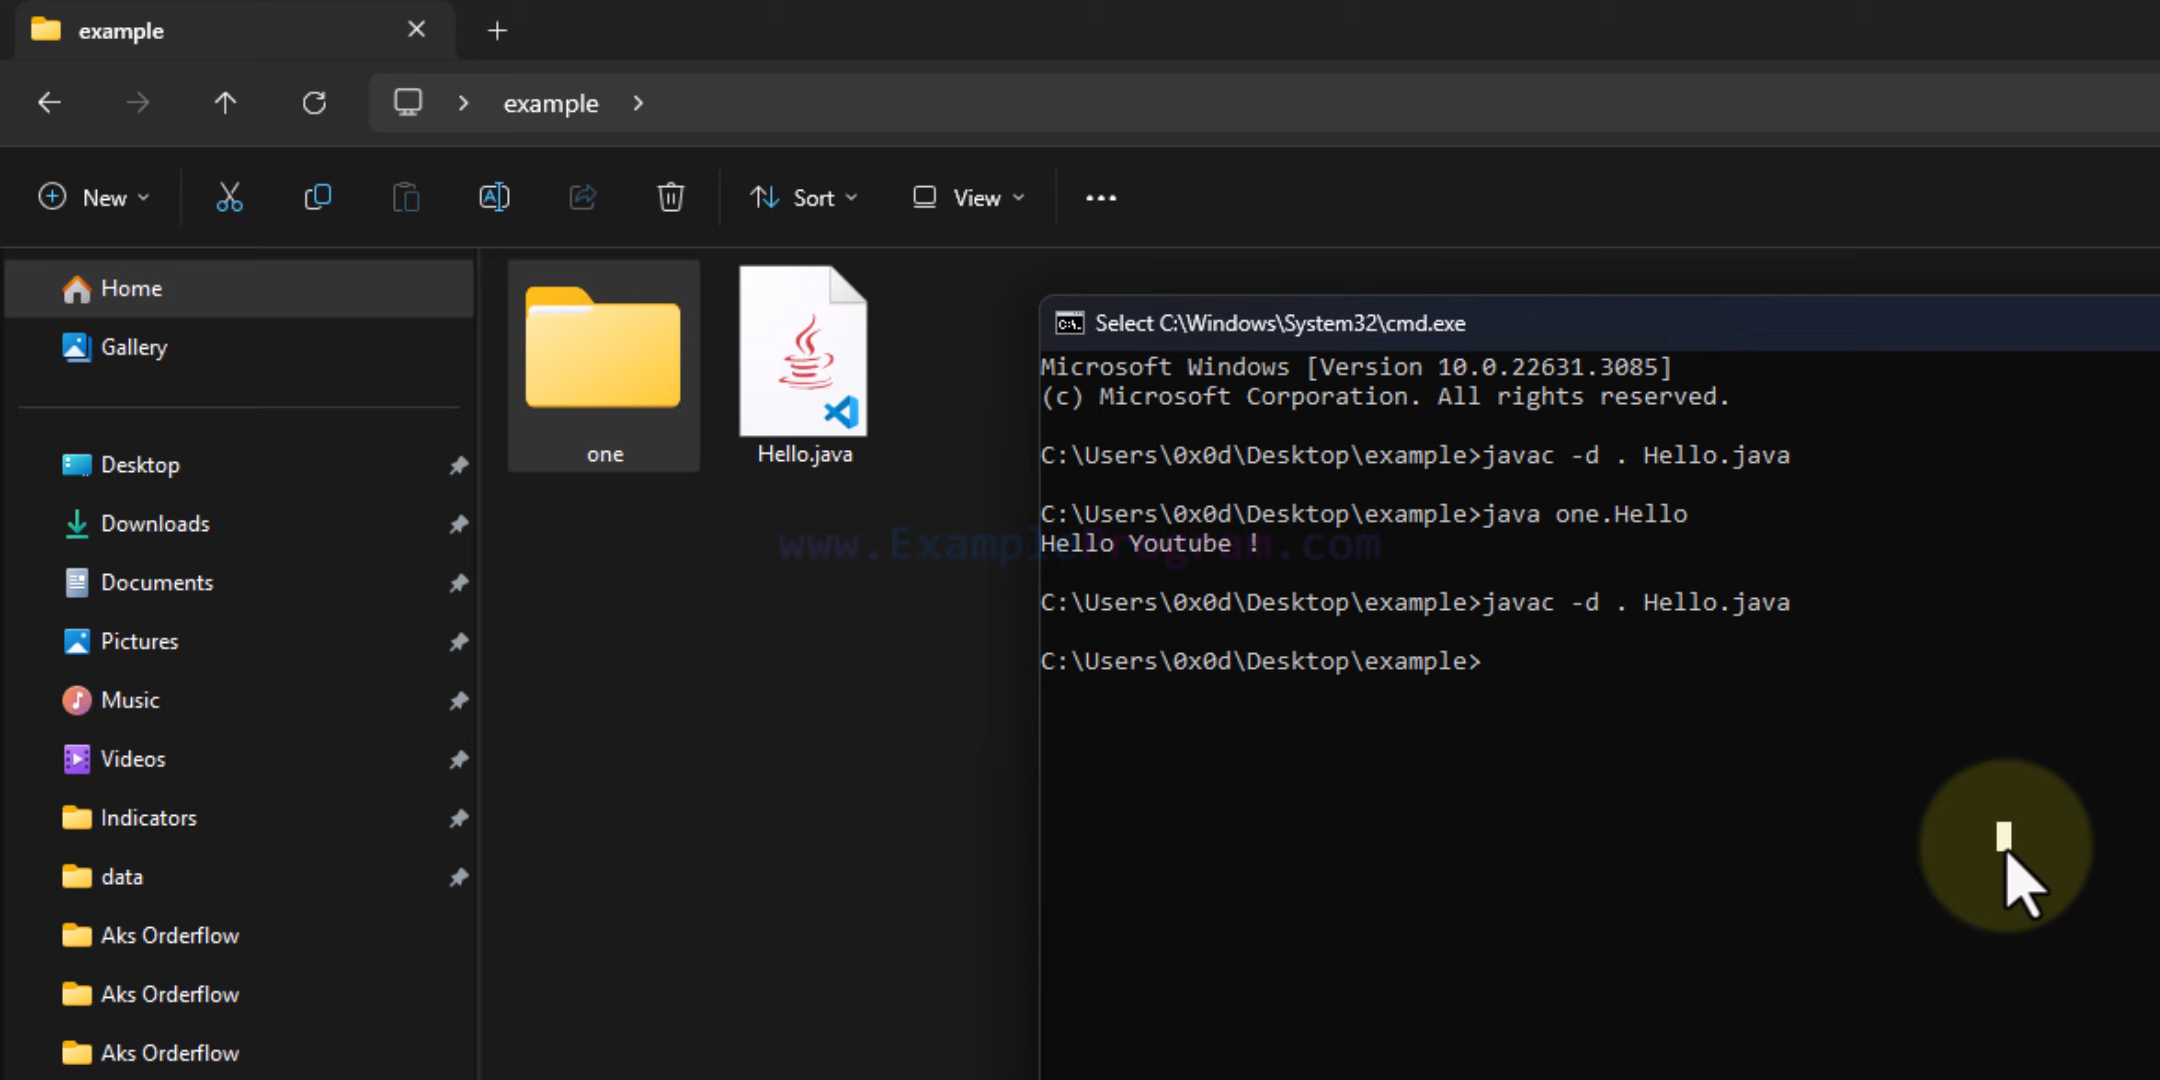 example
example
New
Sort
View
Home
Gallery
Desktop
Downloads
Documents
Pictures
Music
Videos
Indicators
data
Aks Orderflow
Aks Orderflow
Aks Orderflow
one
Hello.java
www.ExampleProgram.com
Select C:\Windows\System32\cmd.exe
Microsoft Windows [Version 10.0.22631.3085]
(c) Microsoft Corporation. All rights reserved.
C:\Users\0x0d\Desktop\example>javac -d . Hello.java
C:\Users\0x0d\Desktop\example>java one.Hello
Hello Youtube !
C:\Users\0x0d\Desktop\example>javac -d . Hello.java
C:\Users\0x0d\Desktop\example>